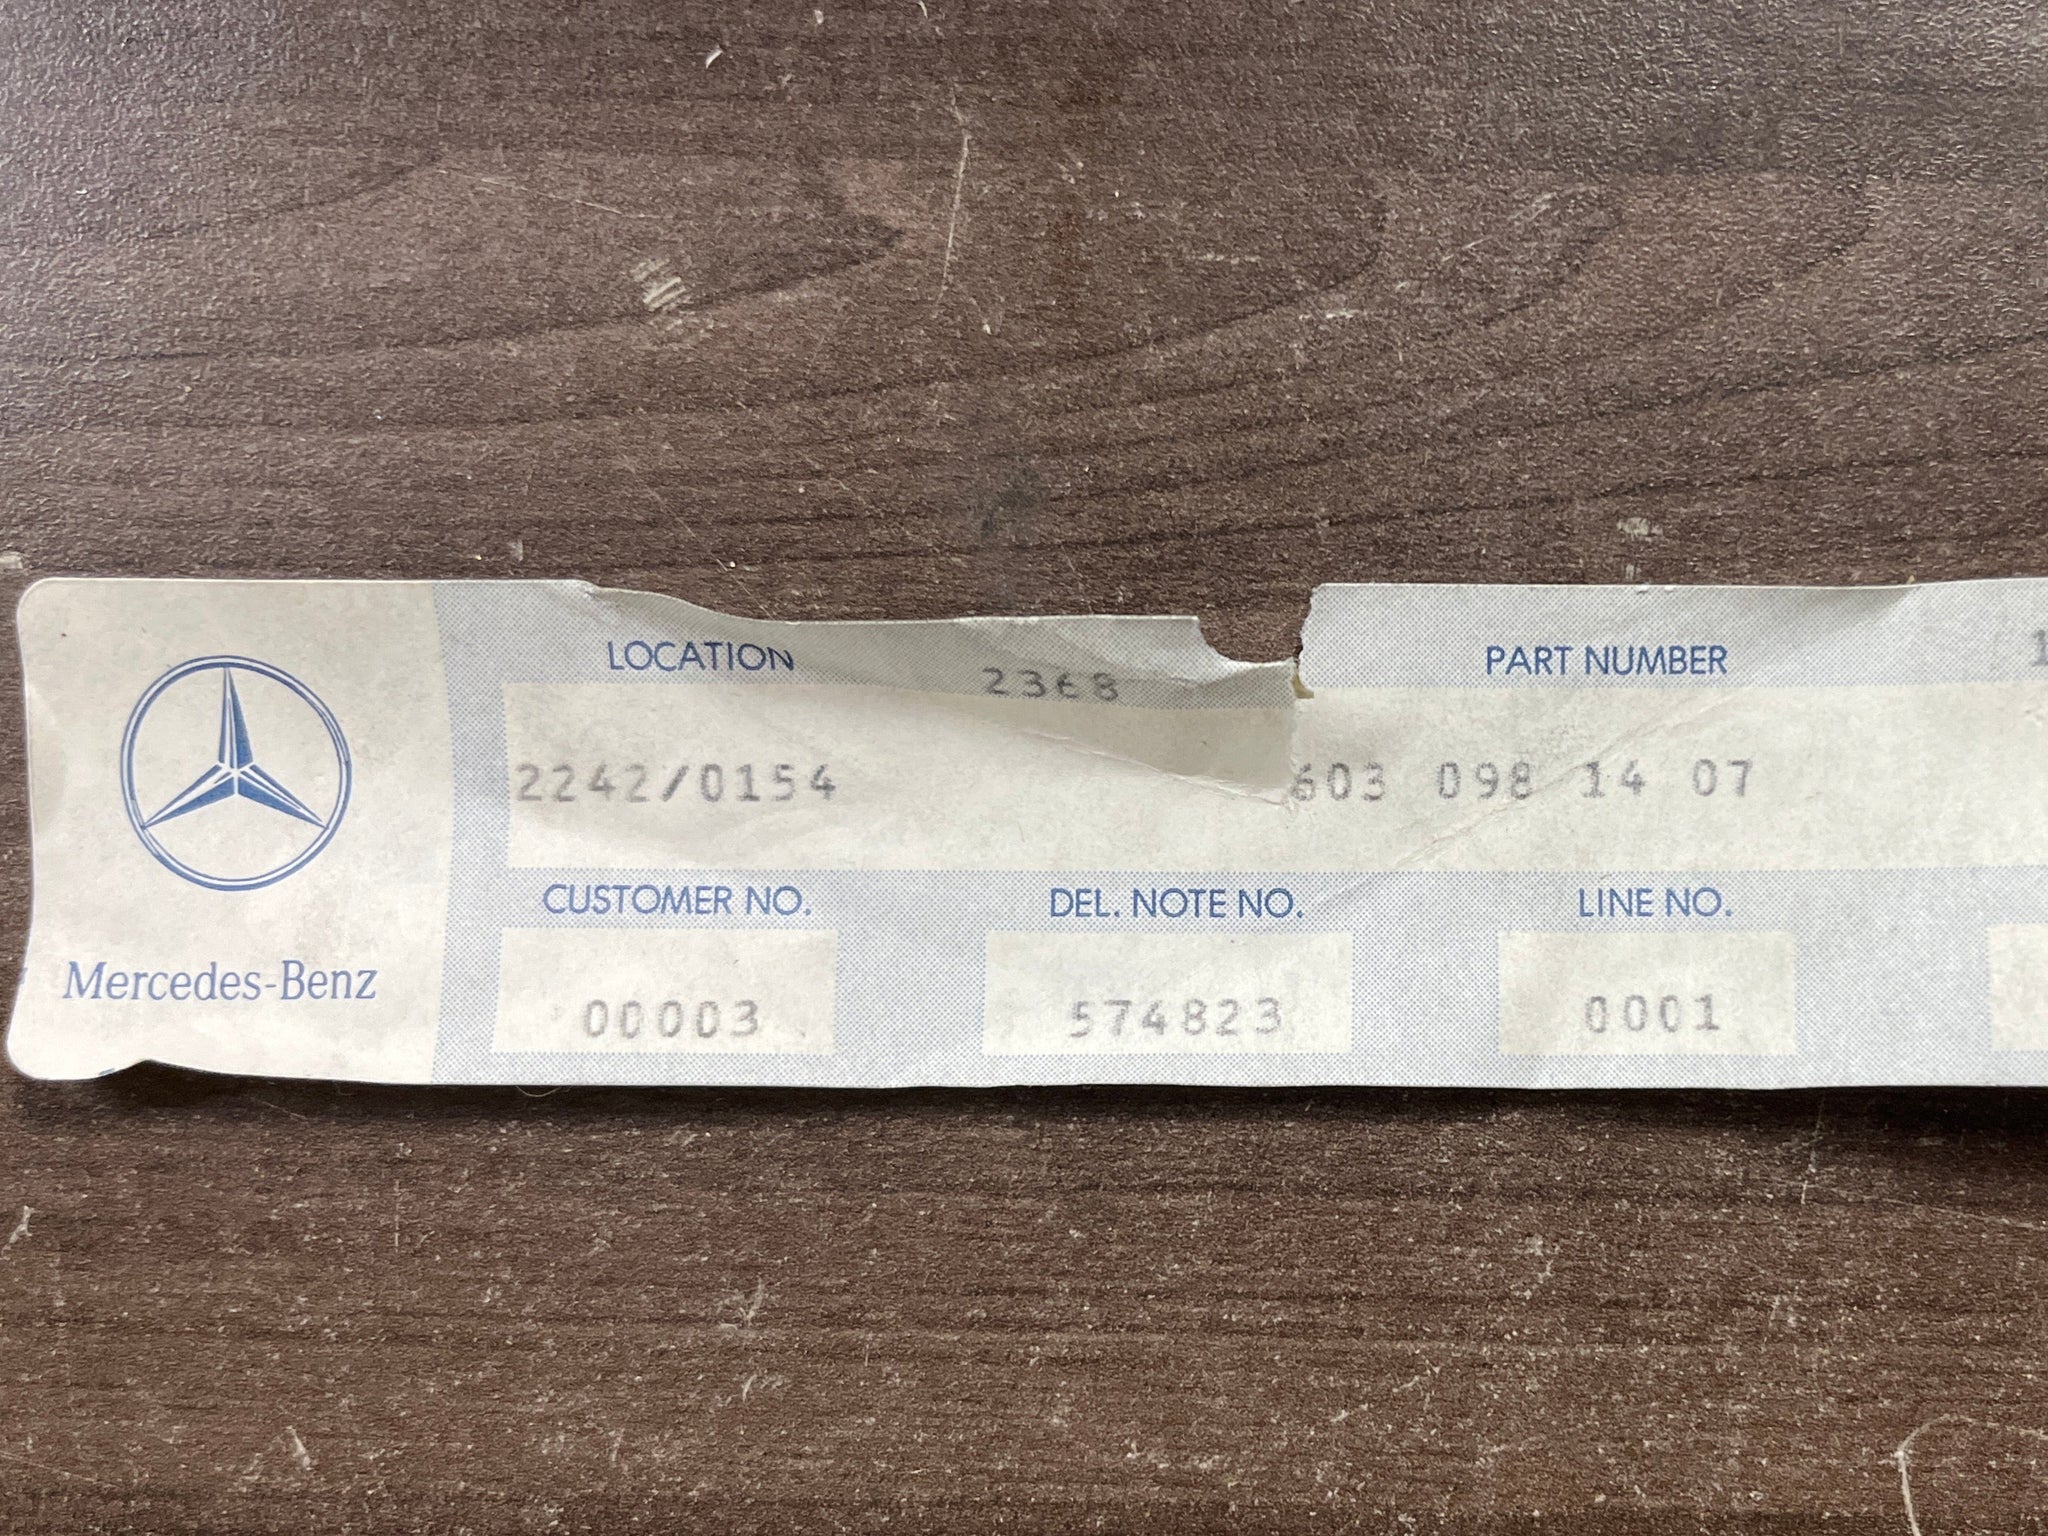 LOCATION 2368 PART NUMBER 1
2242/0154 603 098 14 07
CUSTOMER NO. DEL. NOTE NO. LINE NO.
Mercedes-Benz 00003 574823 0001